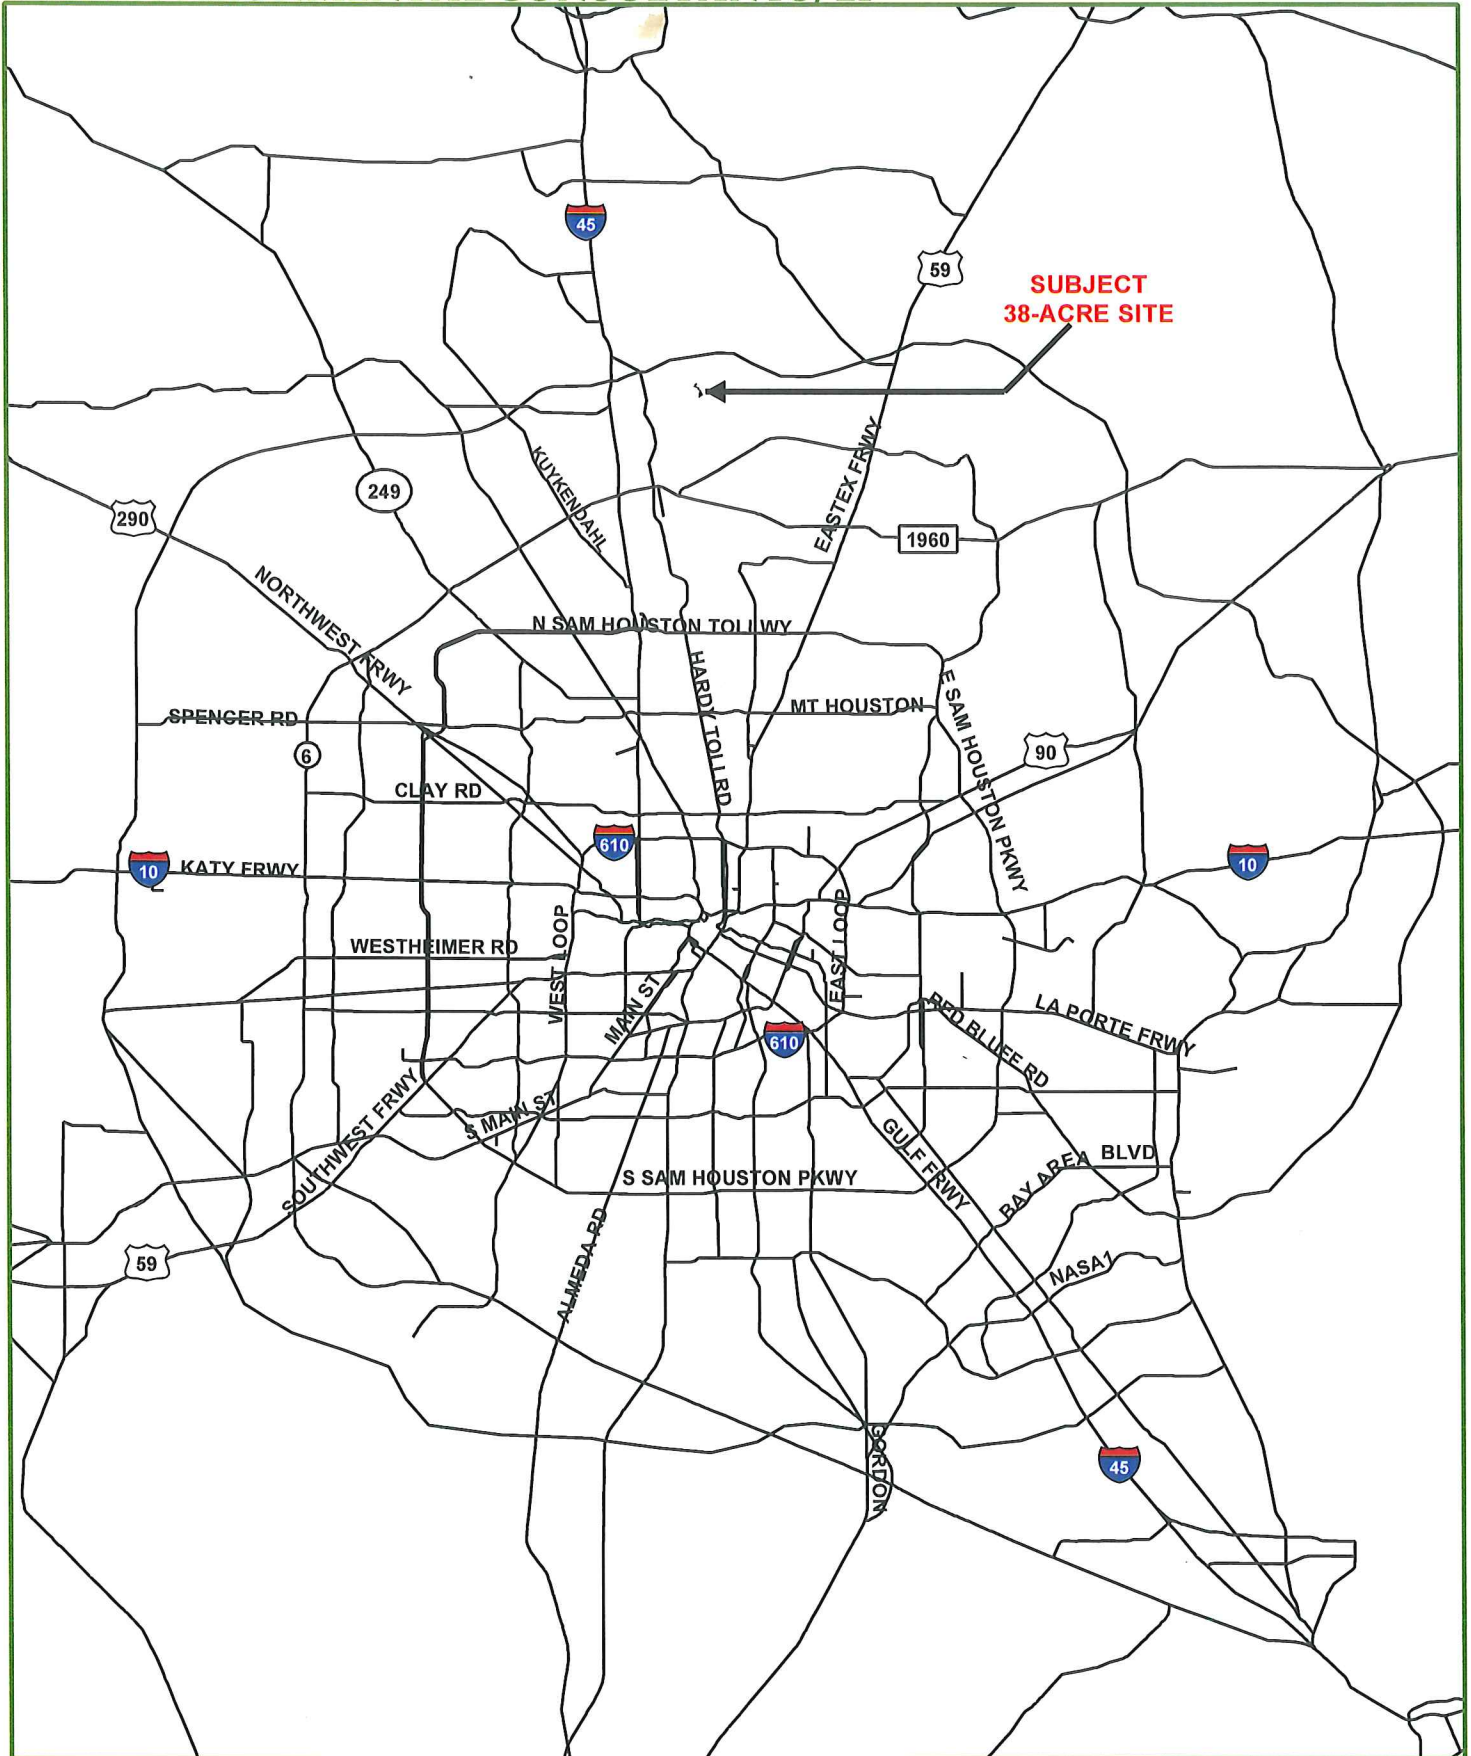 45
59
SUBJECT
38-ACRE SITE
KUYKENDAHL
EASTEX FRWY
249
290
1960
NORTHWEST FRWY
N SAM HOUSTON TOLLWY
HARDY TOLL RD
E SAM HOUSTON PKWY
MT HOUSTON
SPENCER RD
6
90
CLAY RD
610
10
KATY FRWY
10
WEST LOOP
EAST LOOP
WESTHEIMER RD
MAIN ST
LA PORTE FRWY
RED BLUFF RD
610
SOUTHWEST FRWY
S MAIN ST
GULF FRWY
BAY AREA BLVD
S SAM HOUSTON PKWY
ALMEDA RD
59
NASA1
GORDON
45